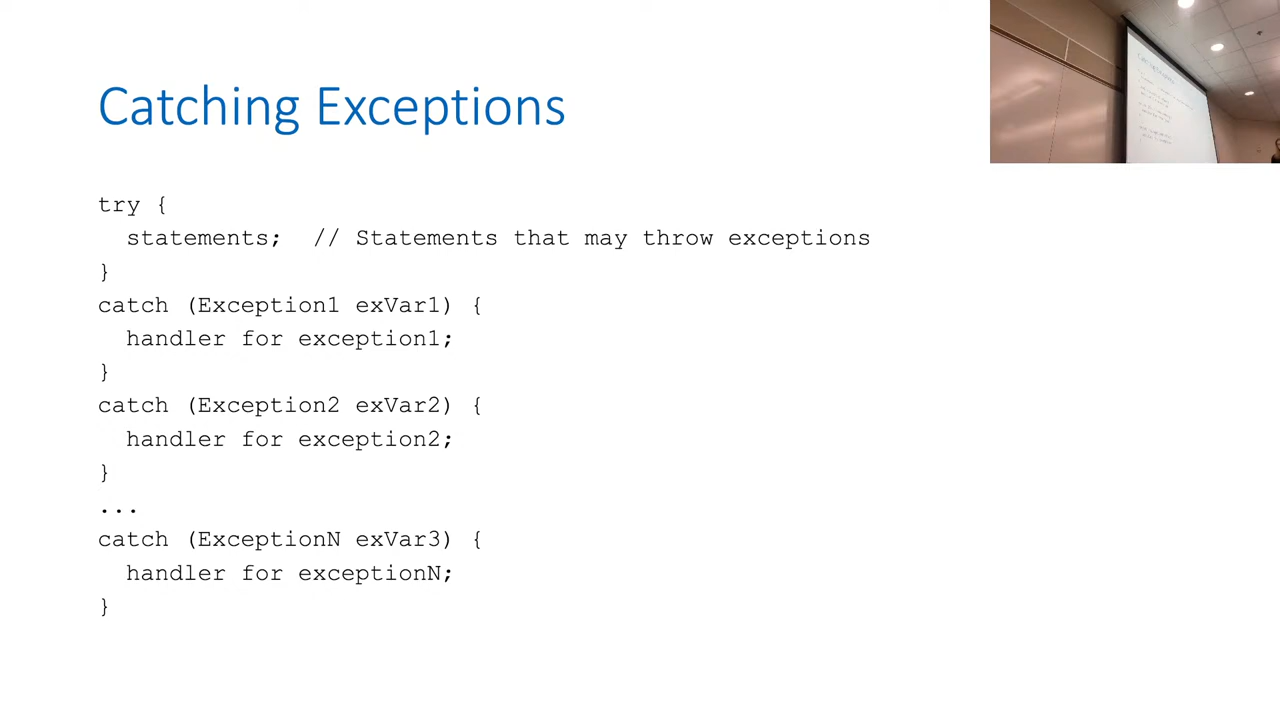 Catching Exceptions
try {
  statements;  // Statements that may throw exceptions
}
catch (Exception1 exVar1) {
  handler for exception1;
}
catch (Exception2 exVar2) {
  handler for exception2;
}
...
catch (ExceptionN exVar3) {
  handler for exceptionN;
}